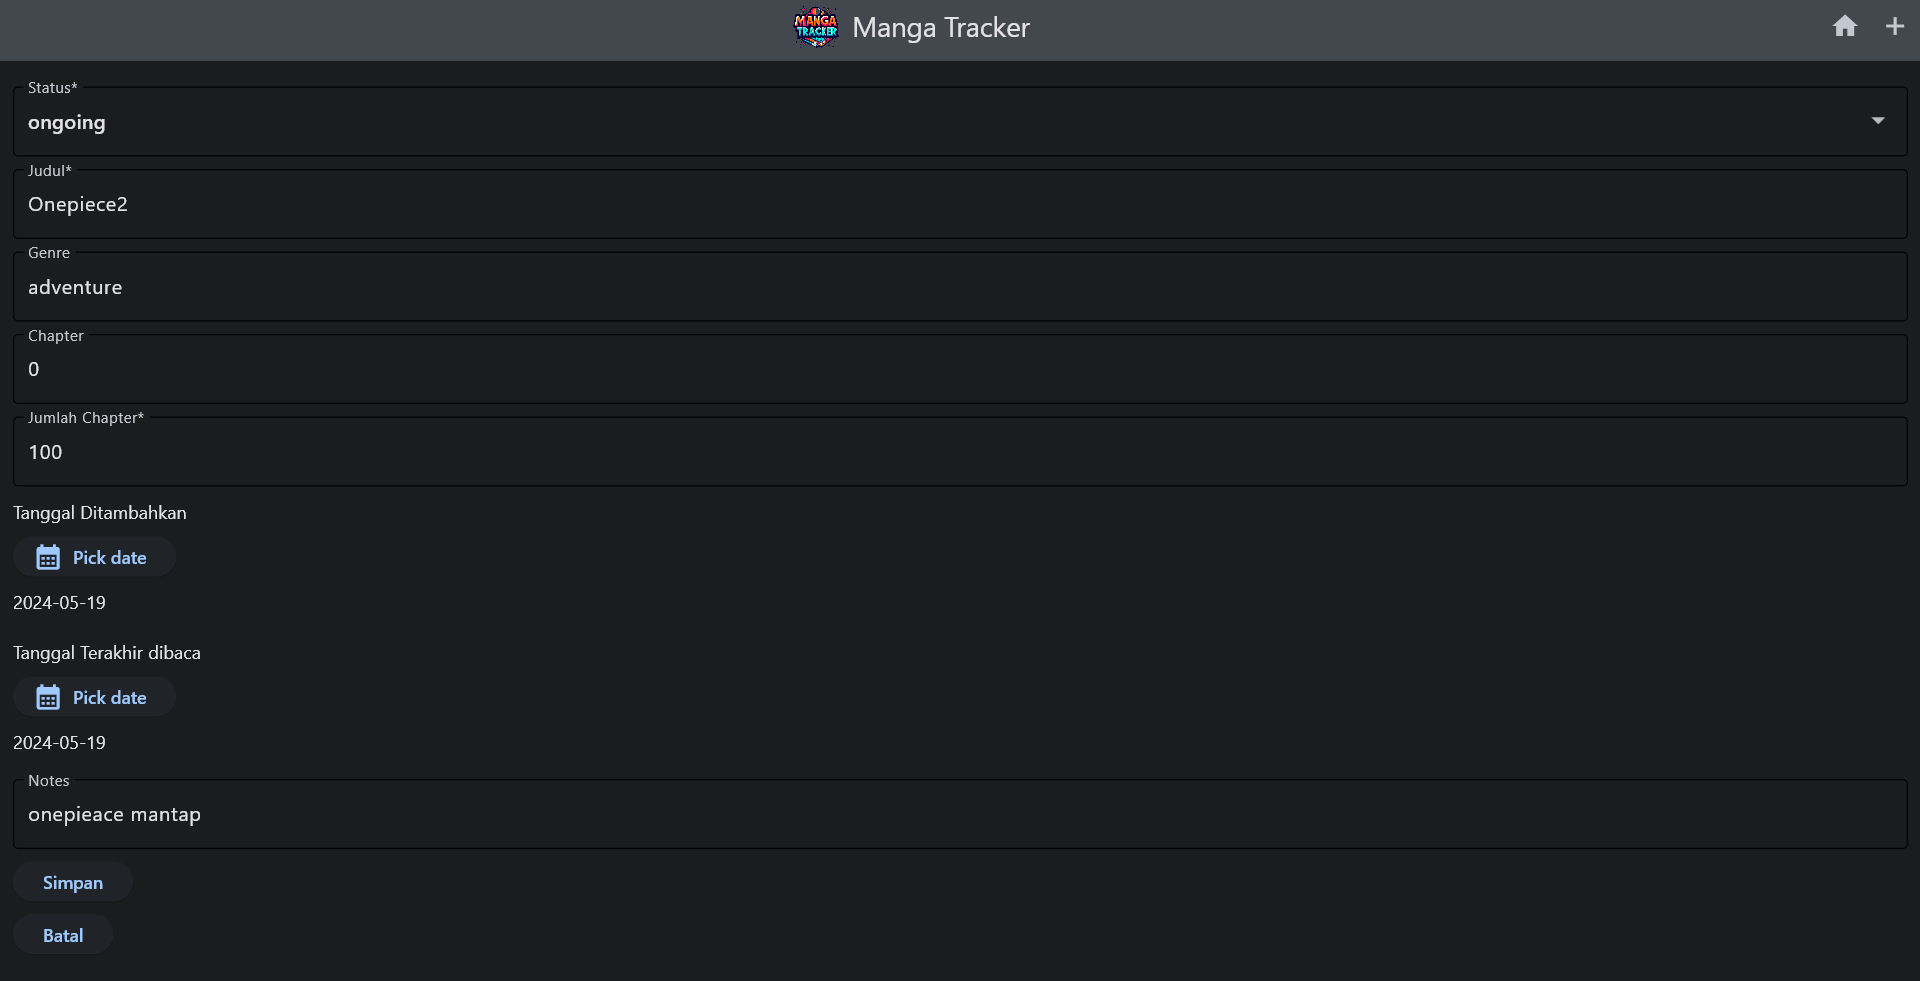 MANGA
TRACKER
Manga Tracker
Status*
ongoing
Judul*
Onepiece2
Genre
adventure
Chapter
0
Jumlah Chapter*
100
Tanggal Ditambahkan
Pick date
2024-05-19
Tanggal Terakhir dibaca
Pick date
2024-05-19
Notes
onepieace mantap
Simpan
Batal